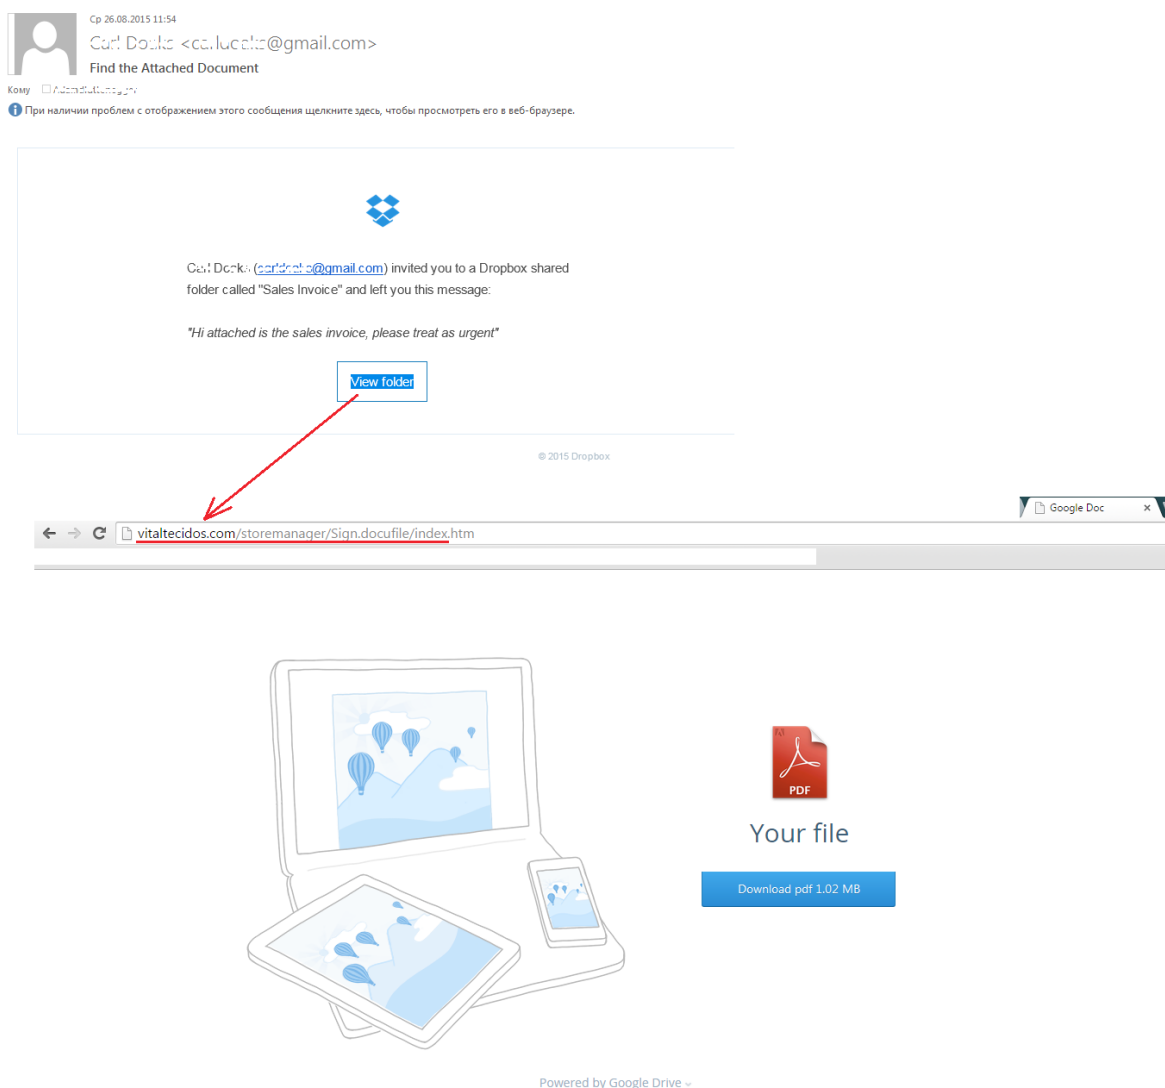 Ср 26.08.2015 11:54
@gmail.com>
Find the Attached Document
Кому
При наличии проблем с отображением этого сообщения щелкните здесь, чтобы просмотреть его в веб-браузере.
(@gmail.com) invited you to a Dropbox shared
folder called "Sales Invoice" and left you this message:
"Hi attached is the sales invoice, please treat as urgent"
View folder
© 2015 Dropbox
Google Doc
vitaltecidos.com/storemanager/Sign.docufile/index.htm
PDF
Your file
Download pdf 1.02 MB
Powered by Google Drive